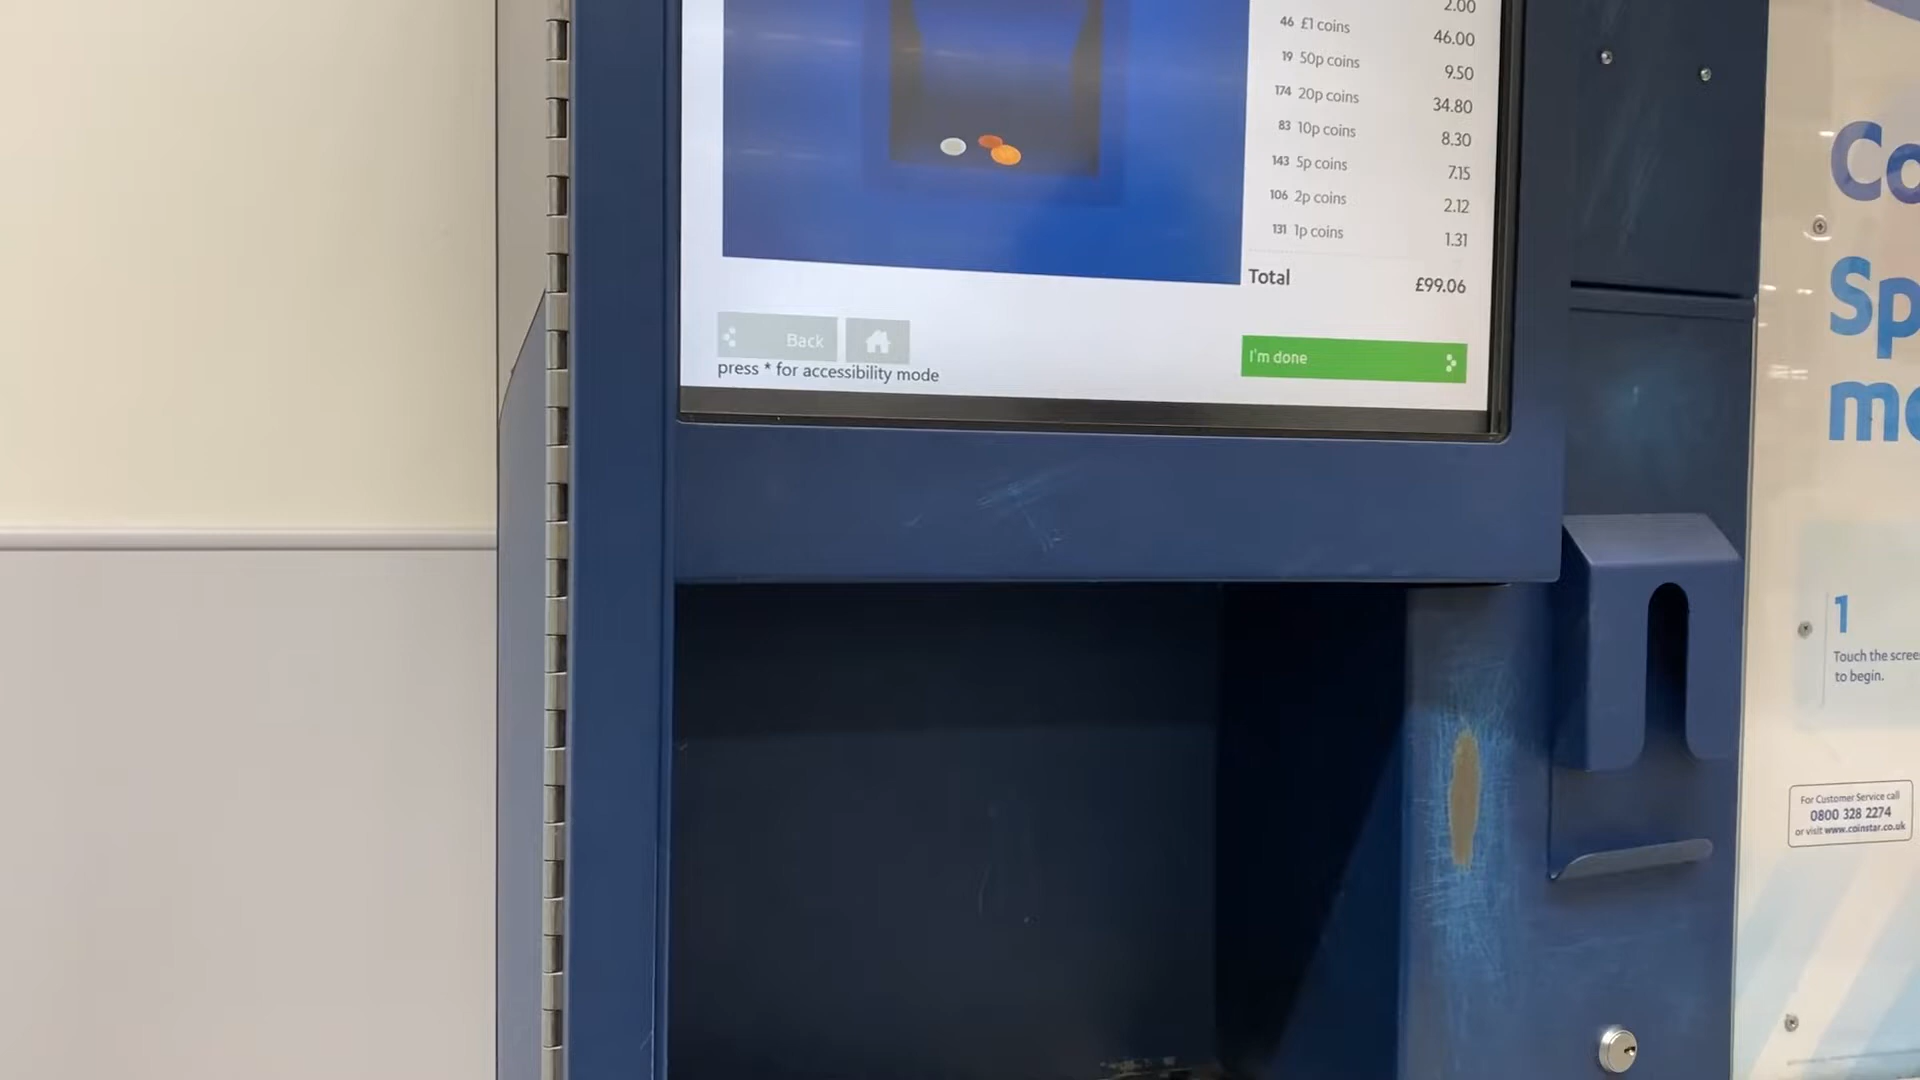 2.00
46 £1 coins 46.00
19 50p coins 9.50
174 20p coins 34.80
83 10p coins 8.30
143 5p coins 7.15
106 2p coins 2.12
131 1p coins 1.31
Total £99.06
Back
I'm done
press * for accessibility mode
Co
Sp
mo
1
Touch the scree
to begin.
For Customer Service call
0800 328 2274
or visit www.coinstar.co.uk